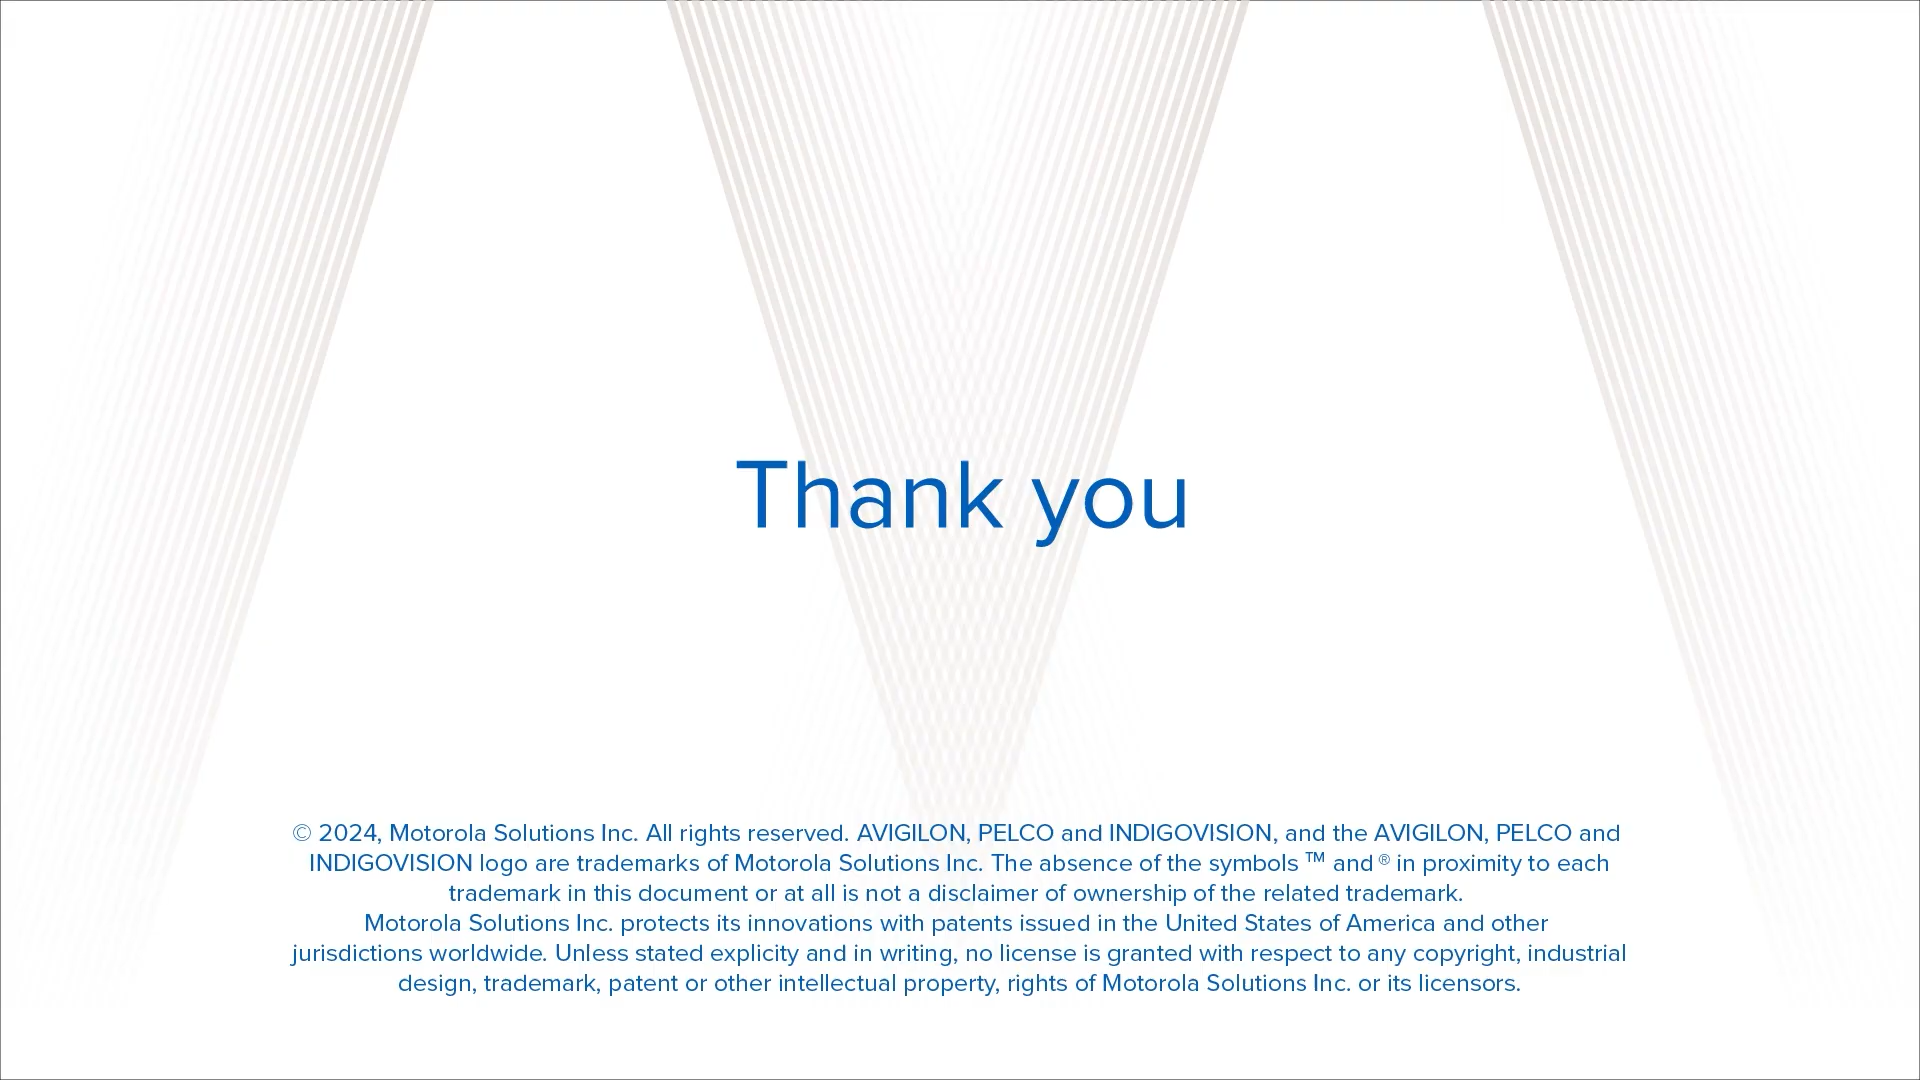 Thank you
© 2024, Motorola Solutions Inc. All rights reserved. AVIGILON, PELCO and INDIGOVISION, and the AVIGILON, PELCO and
INDIGOVISION logo are trademarks of Motorola Solutions Inc. The absence of the symbols ™ and ® in proximity to each
trademark in this document or at all is not a disclaimer of ownership of the related trademark.
Motorola Solutions Inc. protects its innovations with patents issued in the United States of America and other
jurisdictions worldwide. Unless stated explicity and in writing, no license is granted with respect to any copyright, industrial
design, trademark, patent or other intellectual property, rights of Motorola Solutions Inc. or its licensors.